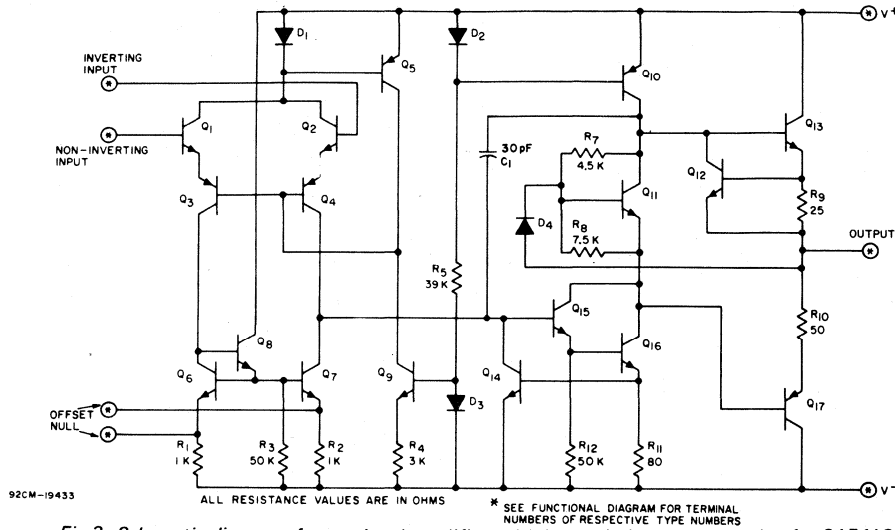 V+
D1
D2
INVERTING
INPUT
Q5
Q10
Q1
Q2
Q13
NON-INVERTING
INPUT
30 pF
C1
R7
4.5 K
Q12
Q3
Q4
Q11
R9
25
D4
R8
7.5 K
OUTPUT
R5
39 K
Q15
R10
50
Q8
Q16
Q6
Q7
Q9
Q14
D3
Q17
OFFSET
NULL
R1
1 K
R3
50 K
R2
1 K
R4
3 K
R12
50 K
R11
80
V-
92CM-19433
ALL RESISTANCE VALUES ARE IN OHMS
* SEE FUNCTIONAL DIAGRAM FOR TERMINAL
NUMBERS OF RESPECTIVE TYPE NUMBERS